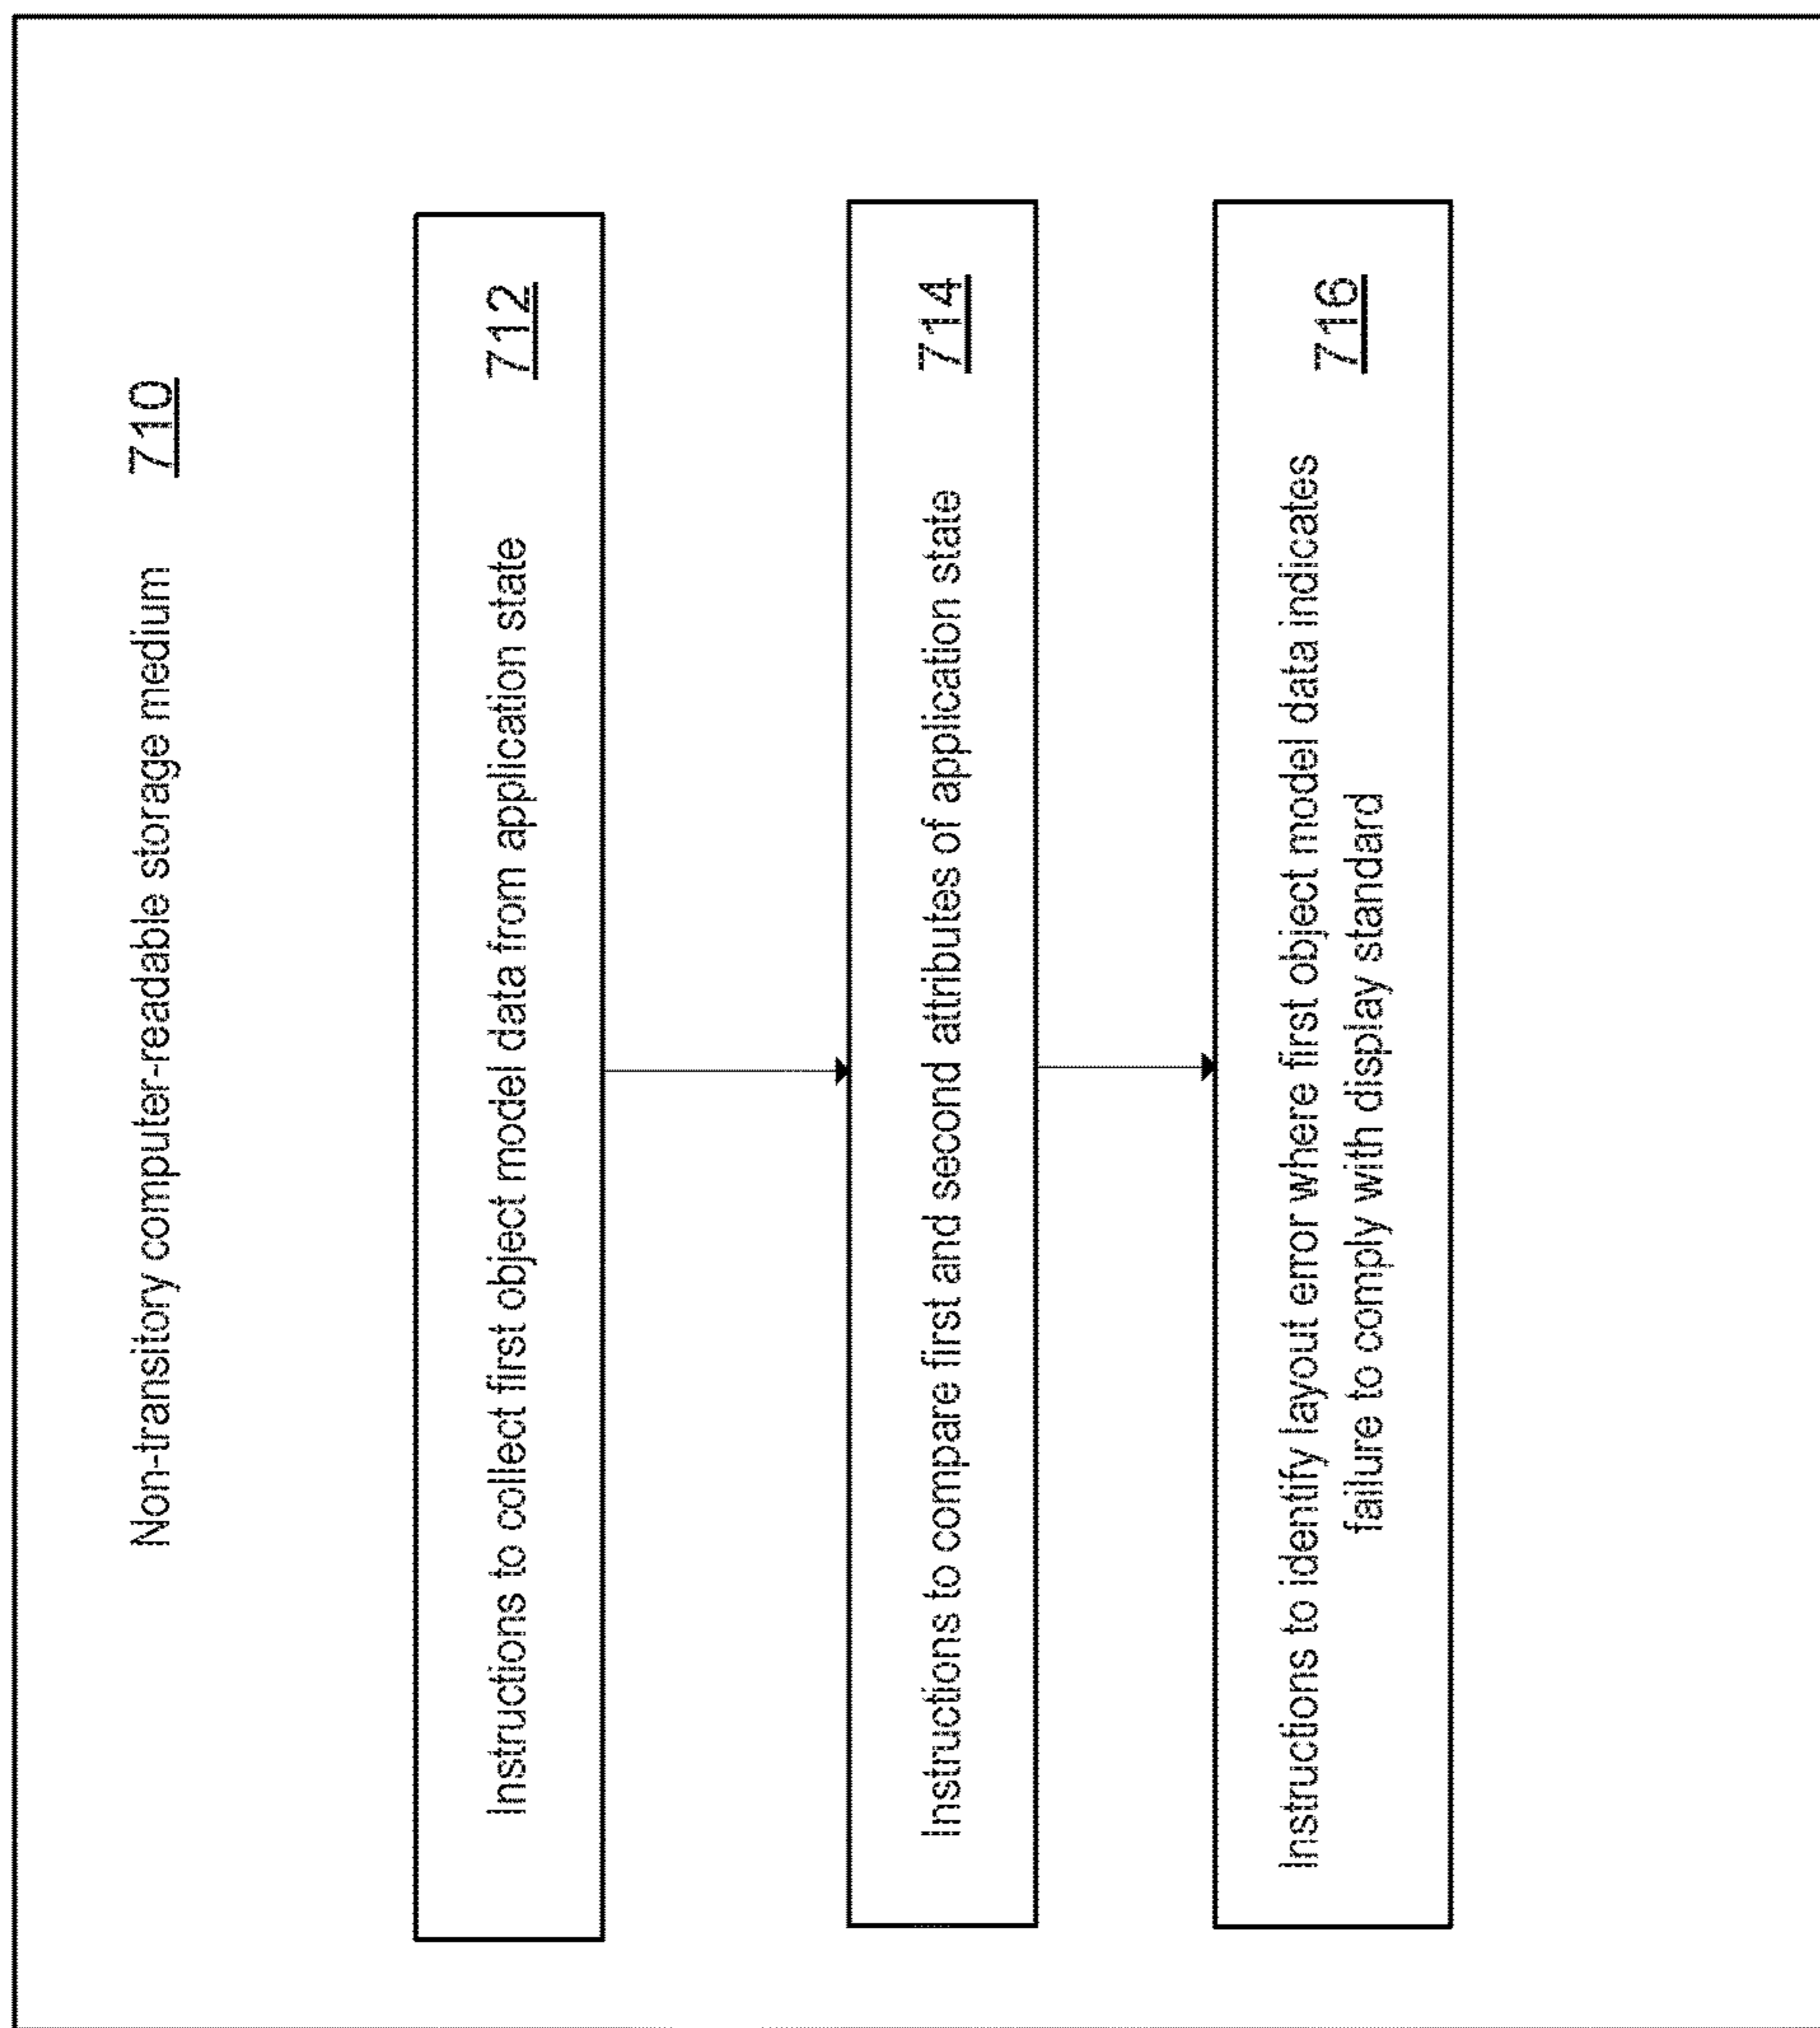 Non-transitory computer-readable storage medium 710
Instructions to collect first object model data from application state 712
Instructions to compare first and second attributes of application state 714
Instructions to identify layout error where first object model data indicates 716
failure to comply with display standard